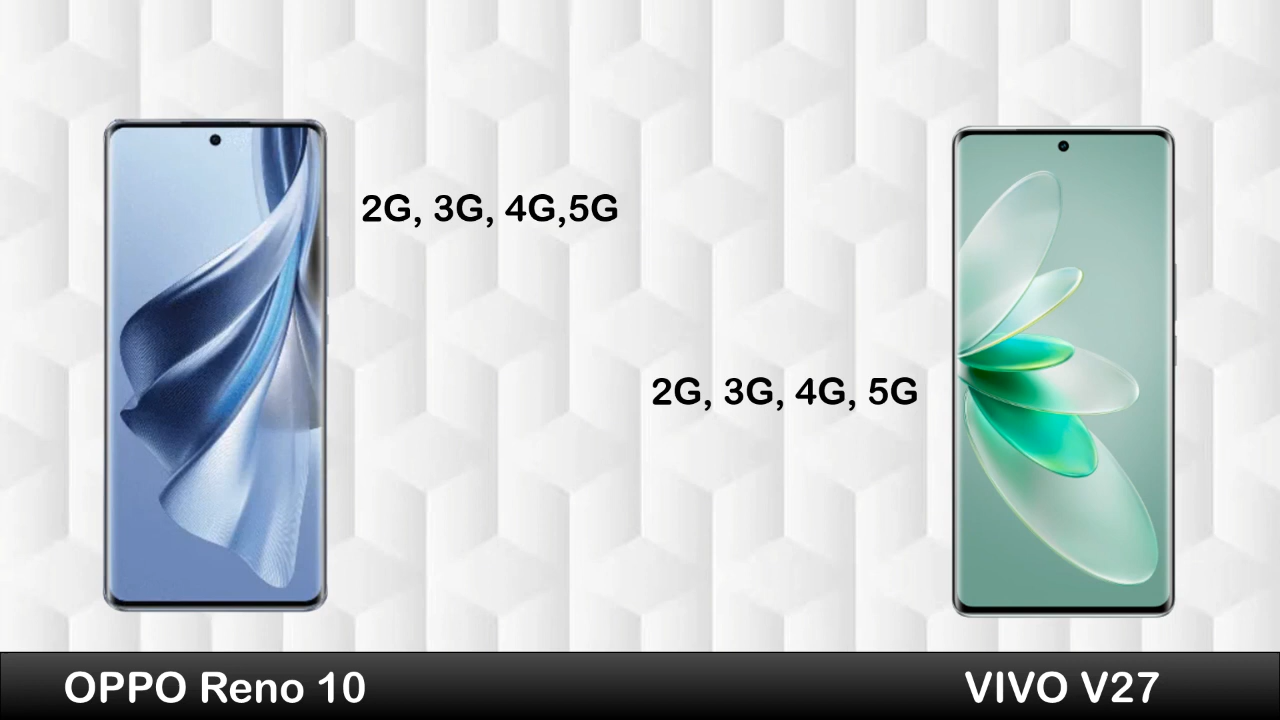 2G, 3G, 4G,5G
2G, 3G, 4G, 5G
OPPO Reno 10
VIVO V27